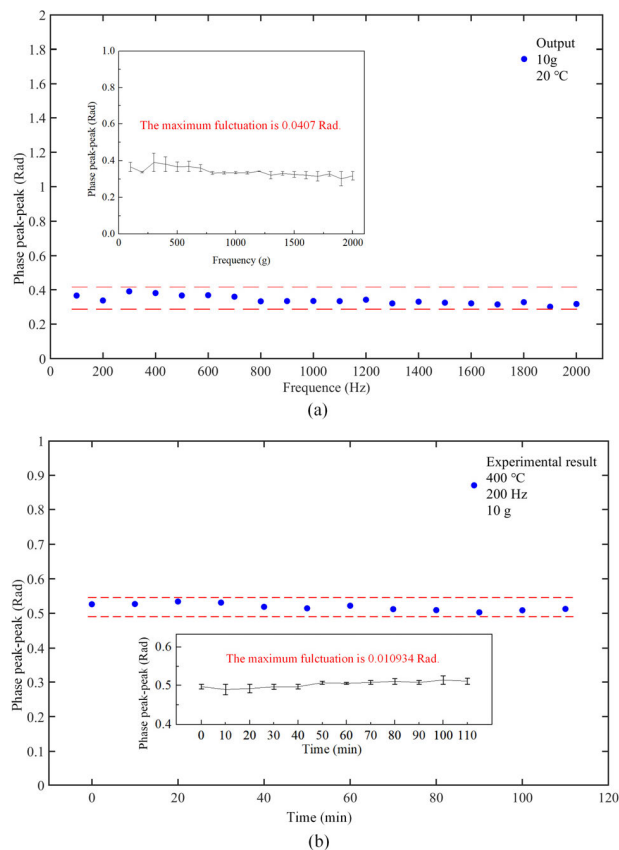 2
1.8
1.6
1.4
1.2
1
0.8
0.6
0.4
0.2
0
Phase peak-peak (Rad)
Output
10g
20 ℃
1.0
0.8
0.6
0.4
0.2
0.0
Phase peak-peak (Rad)
The maximum fulctuation is 0.0407 Rad.
0 500 1000 1500 2000
Frequency (g)
0 200 400 600 800 1000 1200 1400 1600 1800 2000
Frequence (Hz)
(a)
1
0.9
0.8
0.7
0.6
0.5
0.4
0.3
0.2
0.1
0
Phase peak-peak (Rad)
Experimental result
400 ℃
200 Hz
10 g
0.6
0.5
0.4
Phase peak-peak (Rad)
The maximum fulctuation is 0.010934 Rad.
0 10 20 30 40 50 60 70 80 90 100 110
Time (min)
0 20 40 60 80 100 120
Time (min)
(b)